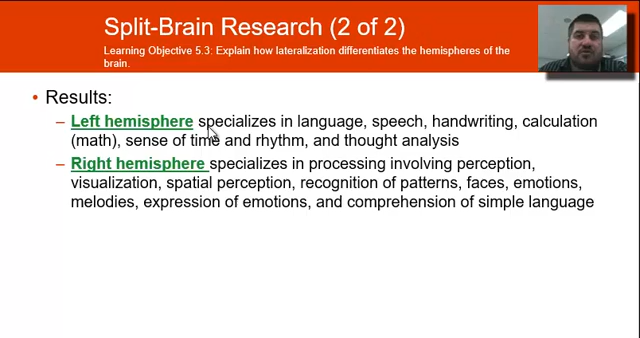 Split-Brain Research (2 of 2)
Learning Objective 5.3: Explain how lateralization differentiates the hemispheres of the
brain.
• Results:
– Left hemisphere specializes in language, speech, handwriting, calculation
(math), sense of time and rhythm, and thought analysis
– Right hemisphere specializes in processing involving perception,
visualization, spatial perception, recognition of patterns, faces, emotions,
melodies, expression of emotions, and comprehension of simple language